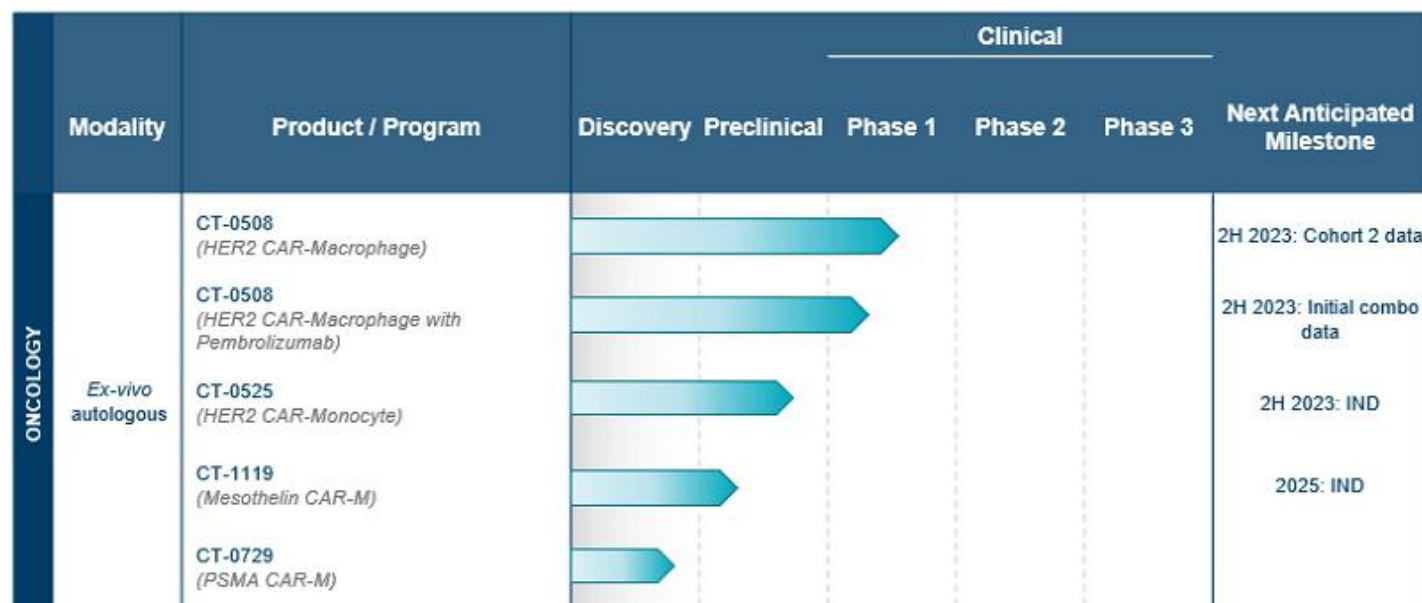 Clinical
Modality
Product / Program
Discovery
Preclinical
Phase 1
Phase 2
Phase 3
Next Anticipated
Milestone
ONCOLOGY
Ex-vivo
autologous
CT-0508
(HER2 CAR-Macrophage)
2H 2023: Cohort 2 data
CT-0508
(HER2 CAR-Macrophage with
Pembrolizumab)
2H 2023: Initial combo
data
CT-0525
(HER2 CAR-Monocyte)
2H 2023: IND
CT-1119
(Mesothelin CAR-M)
2025: IND
CT-0729
(PSMA CAR-M)